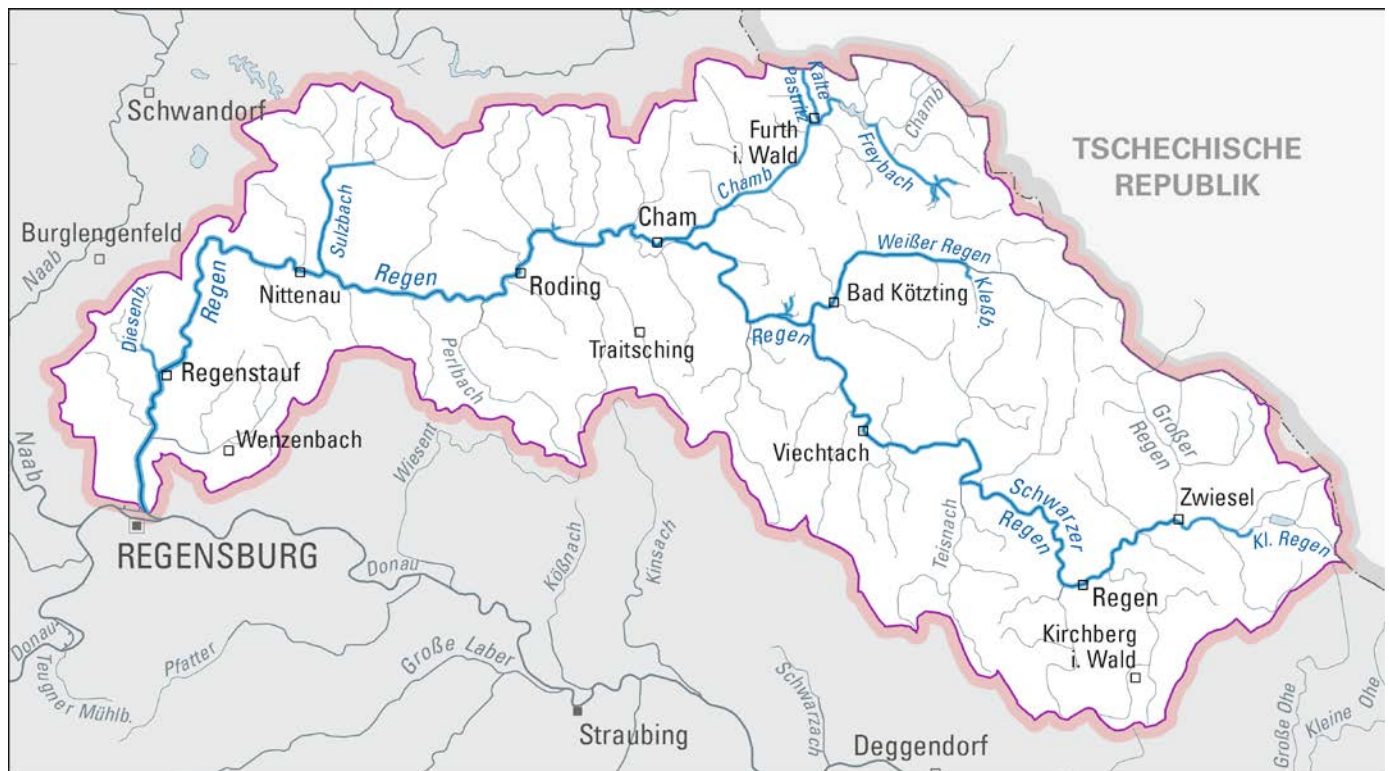 Schwandorf
Kalte
Pastritz
Chamb
Furth
i. Wald
Freybach
TSCHECHISCHE
REPUBLIK
Chamb
Sulzbach
Cham
Burglengenfeld
Naab
Weißer Regen
Regen
Nittenau
Regen
Roding
Bad Kötzting
Kleßb.
Diesenb.
Regen
Traitsching
Regenstauf
Perlbach
Großer
Regen
Wenzenbach
Wiesent
Viechtach
Naab
Schwarzer
Regen
Zwiesel
Teisnach
Kl. Regen
REGENSBURG
Donau
Kößnach
Kinsach
Regen
Kirchberg
i. Wald
Donau
Teugner Mühlb.
Pfatter
Große Laber
Schwarzach
Straubing
Deggendorf
Große Ohe
Kleine Ohe